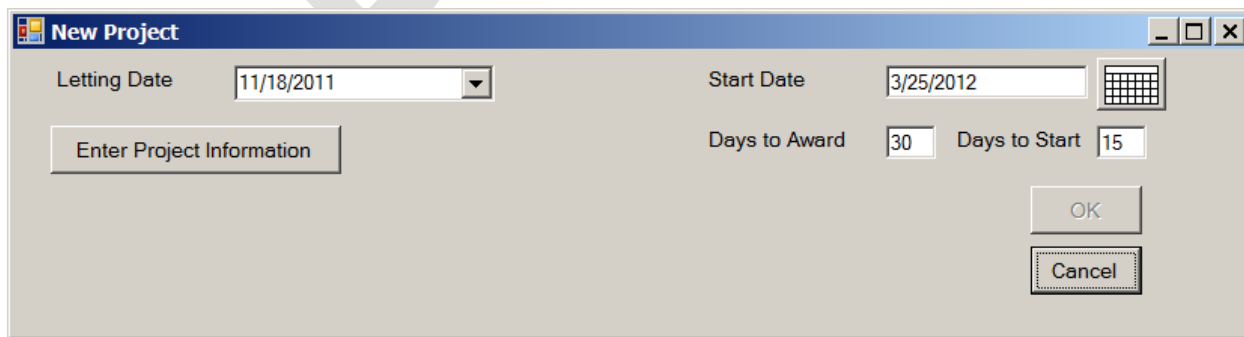 New Project
Letting Date 11/18/2011 Start Date 3/25/2012
Enter Project Information Days to Award 30 Days to Start 15
OK
Cancel